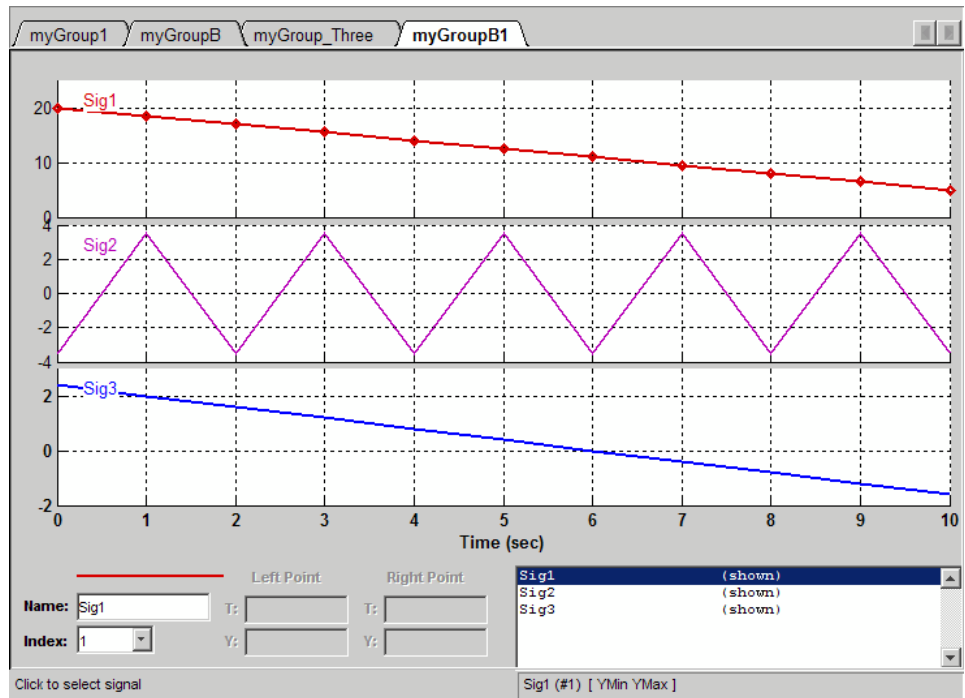 myGroup1 myGroupB myGroup_Three myGroupB1
Sig1
20
10
0
Sig2
4
2
0
-2
-4
Sig3
2
0
-2
0 1 2 3 4 5 6 7 8 9 10
Time (sec)
Left Point Right Point
Name: Sig1 T: T:
Index: 1 Y: Y:
Sig1 (shown)
Sig2 (shown)
Sig3 (shown)
Click to select signal
Sig1 (#1) [ YMin YMax ]